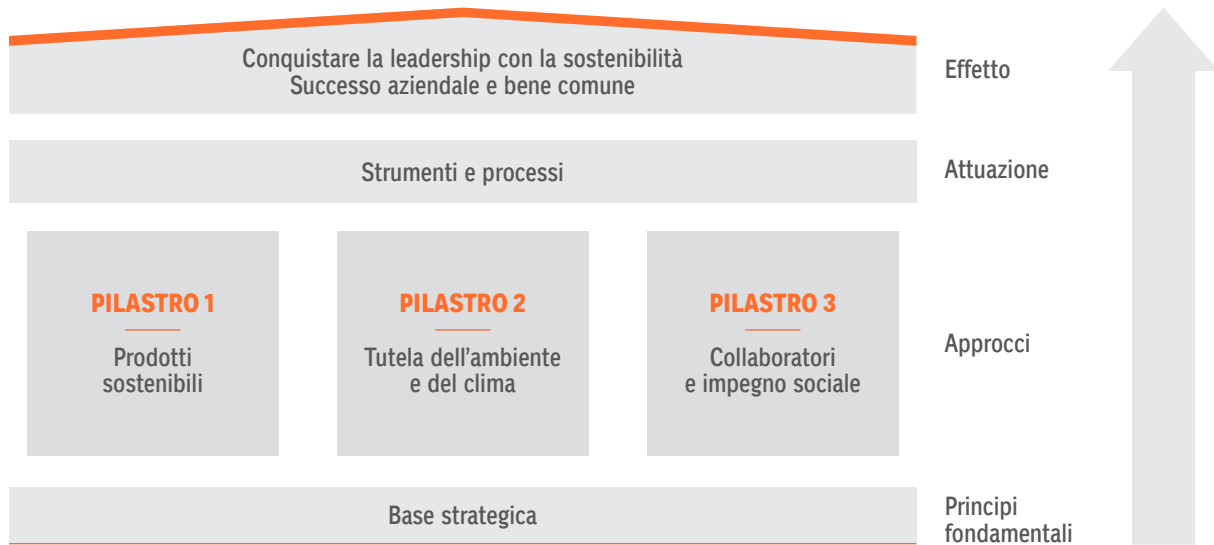 Conquistare la leadership con la sostenibilità
Successo aziendale e bene comune
Effetto
Strumenti e processi
Attuazione
PILASTRO 1
Prodotti
sostenibili
PILASTRO 2
Tutela dell’ambiente
e del clima
PILASTRO 3
Collaboratori
e impegno sociale
Approcci
Base strategica
Principi
fondamentali